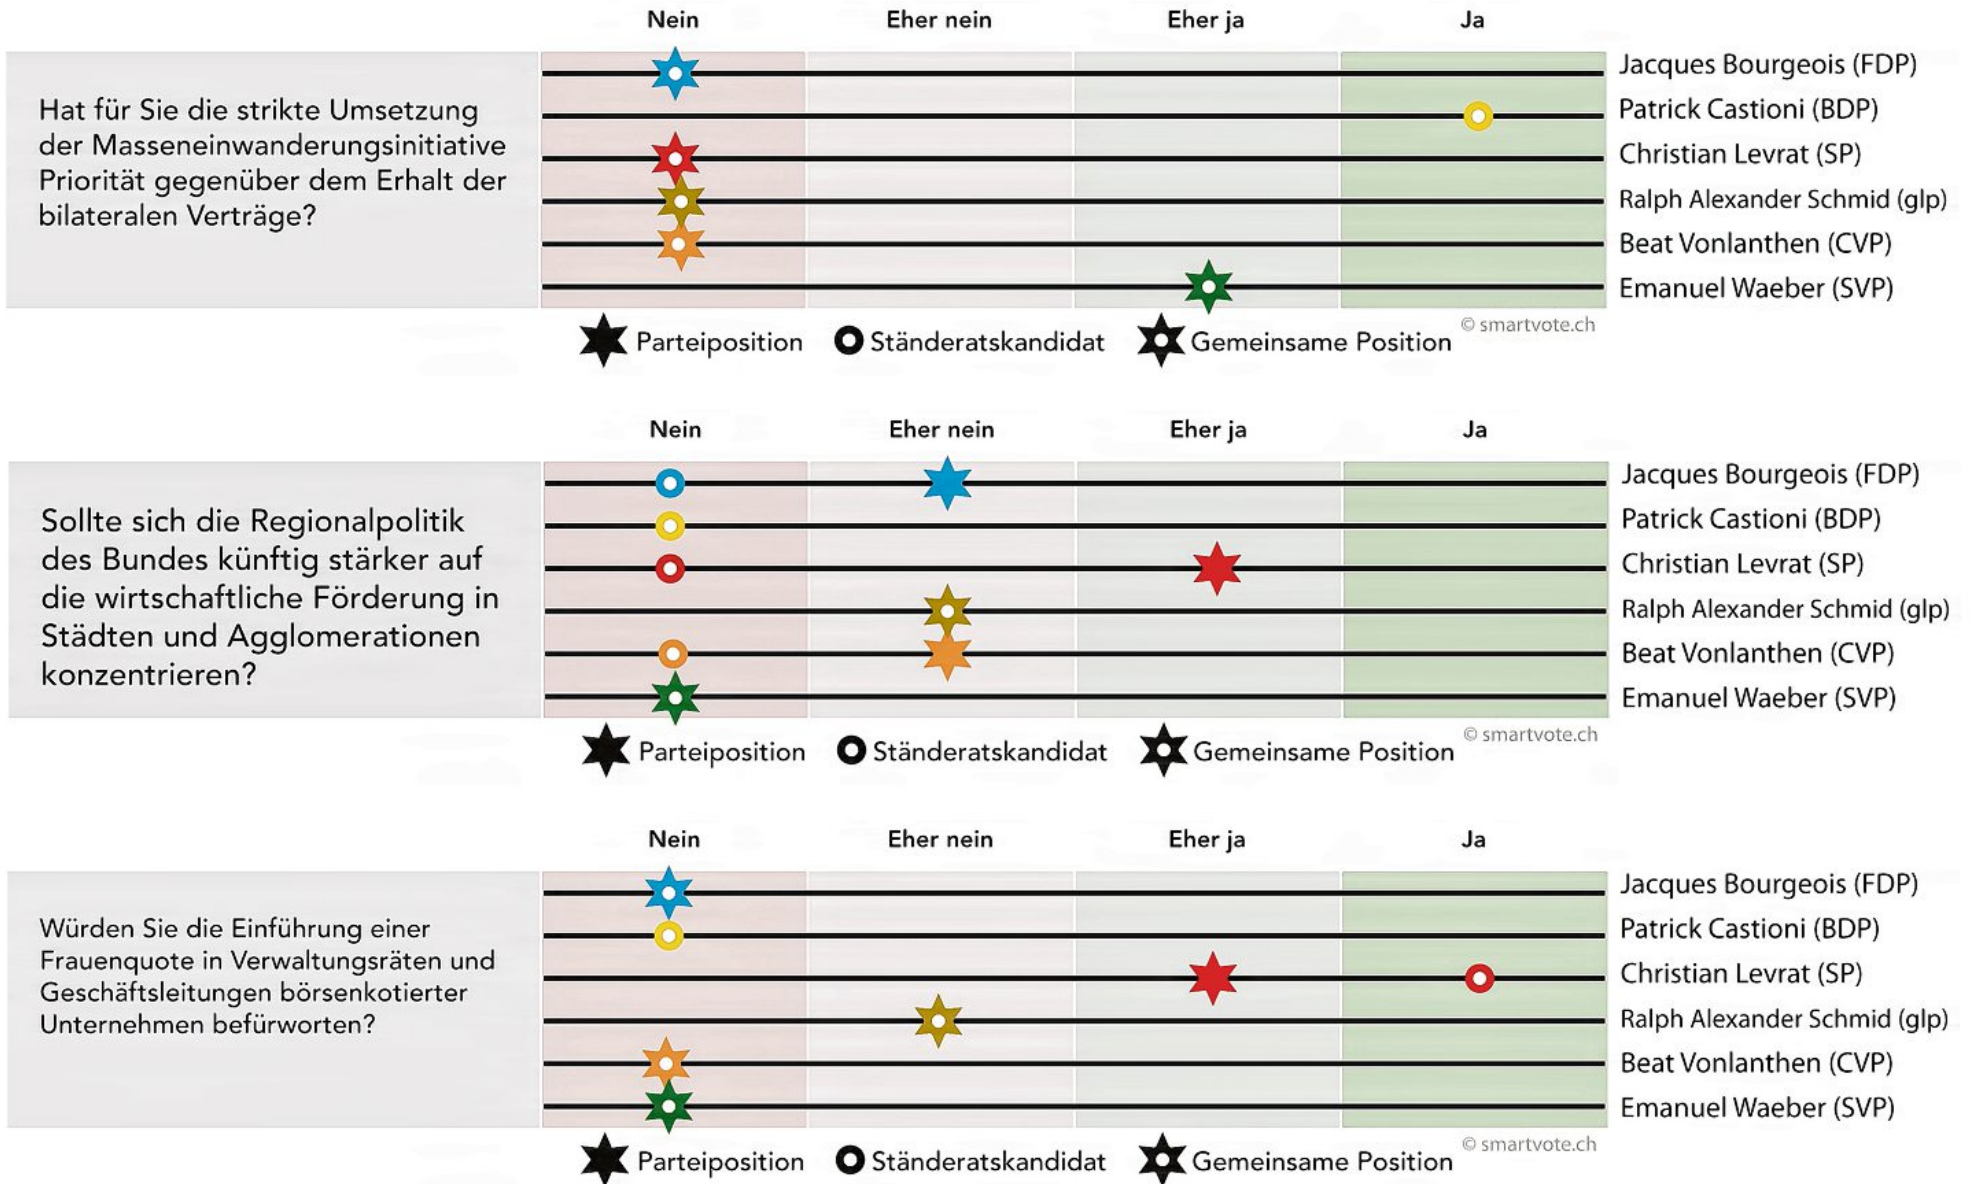 Nein Eher nein Eher ja Ja
Hat für Sie die strikte Umsetzung
der Masseneinwanderungsinitiative
Priorität gegenüber dem Erhalt der
bilateralen Verträge?
Jacques Bourgeois (FDP)
Patrick Castioni (BDP)
Christian Levrat (SP)
Ralph Alexander Schmid (glp)
Beat Vonlanthen (CVP)
Emanuel Waeber (SVP)
© smartvote.ch
Parteiposition Ständeratskandidat Gemeinsame Position
Nein Eher nein Eher ja Ja
Sollte sich die Regionalpolitik
des Bundes künftig stärker auf
die wirtschaftliche Förderung in
Städten und Agglomerationen
konzentrieren?
Jacques Bourgeois (FDP)
Patrick Castioni (BDP)
Christian Levrat (SP)
Ralph Alexander Schmid (glp)
Beat Vonlanthen (CVP)
Emanuel Waeber (SVP)
© smartvote.ch
Parteiposition Ständeratskandidat Gemeinsame Position
Nein Eher nein Eher ja Ja
Würden Sie die Einführung einer
Frauenquote in Verwaltungsräten und
Geschäftsleitungen börsenkotierter
Unternehmen befürworten?
Jacques Bourgeois (FDP)
Patrick Castioni (BDP)
Christian Levrat (SP)
Ralph Alexander Schmid (glp)
Beat Vonlanthen (CVP)
Emanuel Waeber (SVP)
© smartvote.ch
Parteiposition Ständeratskandidat Gemeinsame Position